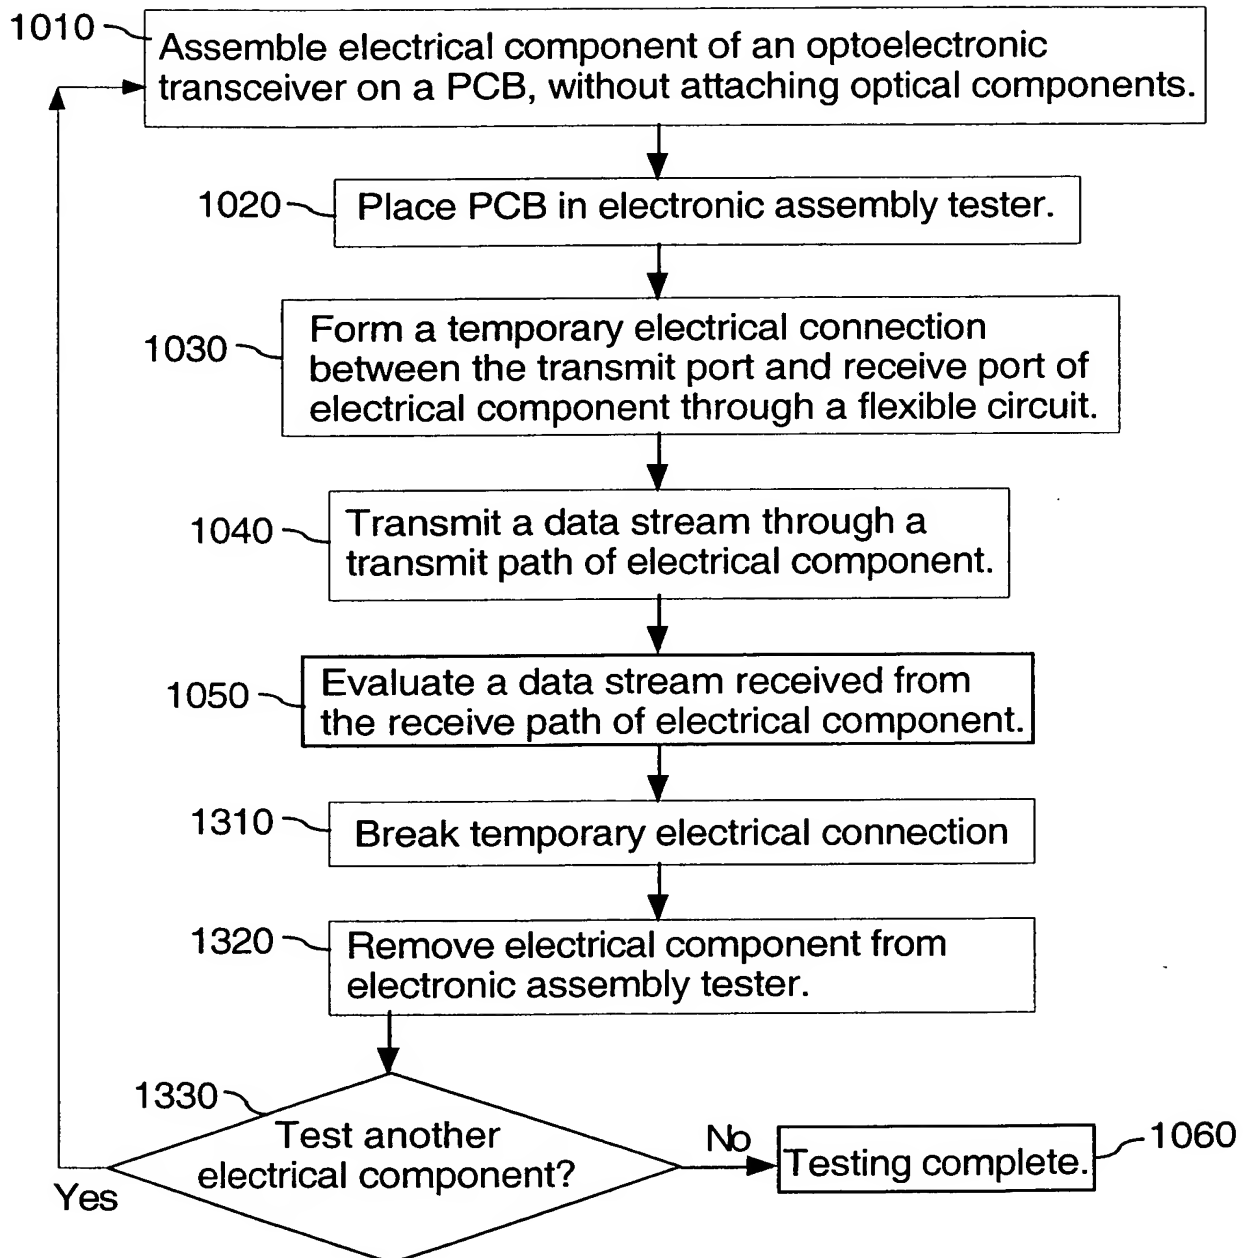 1010
Assemble electrical component of an optoelectronic
transceiver on a PCB, without attaching optical components.
1020
Place PCB in electronic assembly tester.
1030
Form a temporary electrical connection
between the transmit port and receive port of
electrical component through a flexible circuit.
1040
Transmit a data stream through a
transmit path of electrical component.
1050
Evaluate a data stream received from
the receive path of electrical component.
1310
Break temporary electrical connection
1320
Remove electrical component from
electronic assembly tester.
1330
Test another
electrical component?
Yes
No
Testing complete.
1060